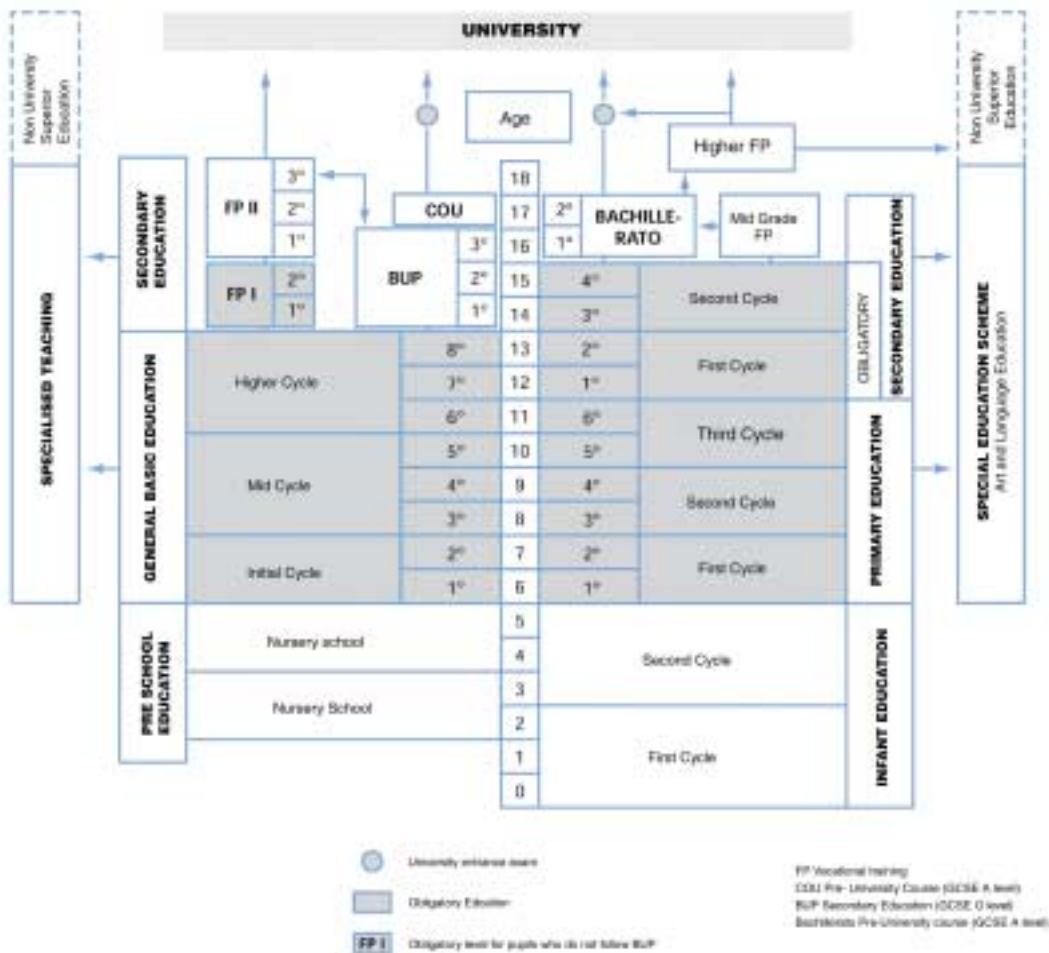 UNIVERSITY
Non University
Superior
Education
Age
Non University
Superior
Education
Higher FP
SPECIALISED TEACHING
SECONDARY
EDUCATION
FP II
3º
2º
1º
FP I
2º
1º
COU
BUP
3º
2º
1º
18
17
16
15
14
13
12
11
10
9
8
7
6
5
4
3
2
1
0
2º
1º
BACHILLE-
RATO
Mid Grade
FP
4º
3º
Second Cycle
2º
1º
First Cycle
OBLIGATORY
SECONDARY EDUCATION
SPECIAL EDUCATION SCHEME
Art and Language Education
GENERAL BASIC EDUCATION
Higher Cycle
8º
7º
6º
Mid Cycle
5º
4º
3º
Initial Cycle
2º
1º
6º
5º
Third Cycle
4º
3º
Second Cycle
2º
1º
First Cycle
PRIMARY EDUCATION
PRE SCHOOL
EDUCATION
Nursery school
Nursery School
Second Cycle
First Cycle
INFANT EDUCATION
University entrance exam
Obligatory Education
FP I Obligatory level for pupils who do not follow BUP
FP Vocational training
COU Pre- University Course (GCSE A level)
BUP Secondary Education (GCSE O level)
Bachillerato Pre-University course (GCSE A level)